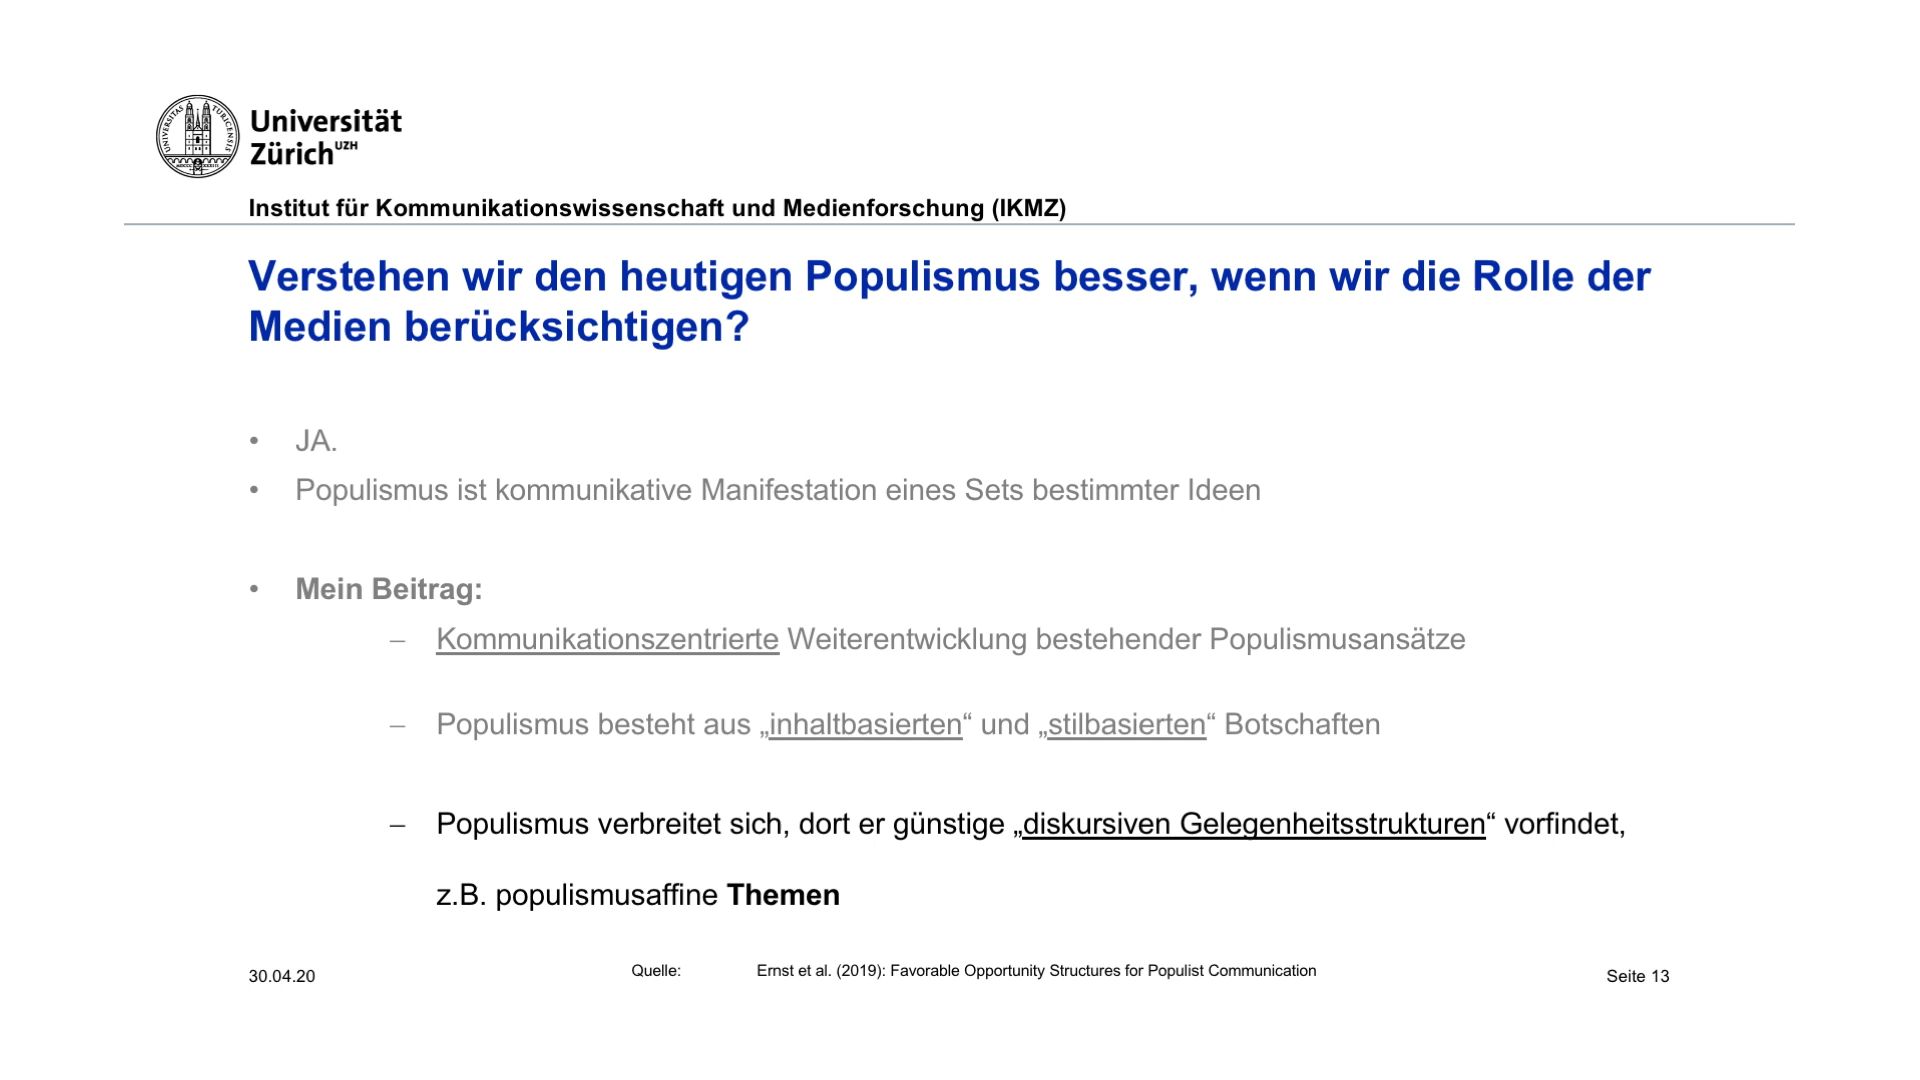 Universität
Zürich UZH
Institut für Kommunikationswissenschaft und Medienforschung (IKMZ)
Verstehen wir den heutigen Populismus besser, wenn wir die Rolle der
Medien berücksichtigen?
• JA.
• Populismus ist kommunikative Manifestation eines Sets bestimmter Ideen
• Mein Beitrag:
– Kommunikationszentrierte Weiterentwicklung bestehender Populismusansätze
– Populismus besteht aus „inhaltbasierten“ und „stilbasierten“ Botschaften
– Populismus verbreitet sich, dort er günstige „diskursiven Gelegenheitsstrukturen“ vorfindet,
z.B. populismusaffine Themen
30.04.20
Quelle: Ernst et al. (2019): Favorable Opportunity Structures for Populist Communication
Seite 13